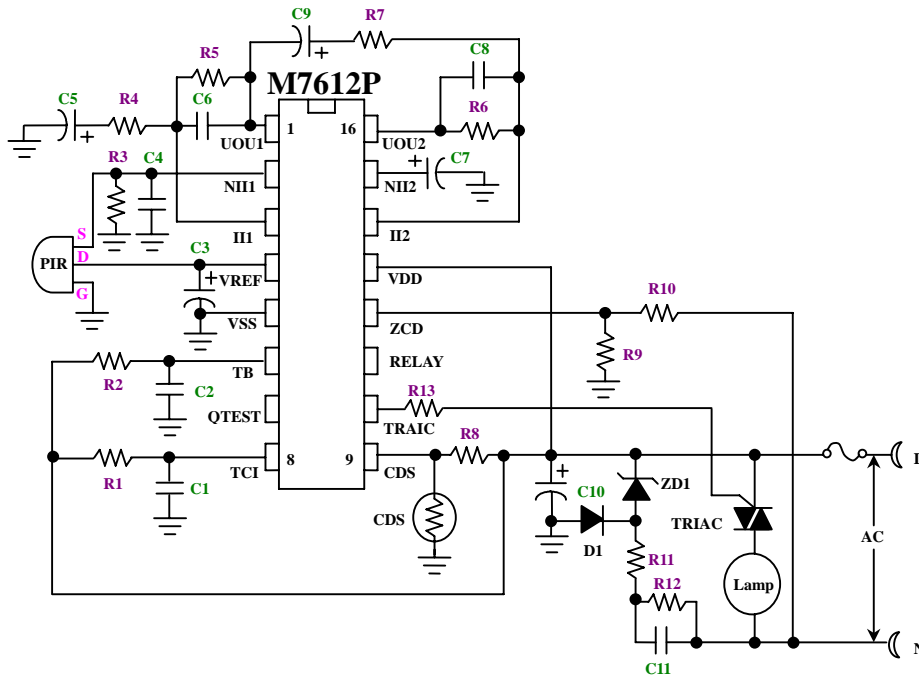 C9
R7
R5
C8
M7612P
C5
R4
C6
R6
1
16
UOU1
UOU2
R3
C4
C7
NII1
NII2
S
II1
II2
C3
PIR
D
VREF
VDD
G
R10
VSS
ZCD
R9
RELAY
R2
TB
C2
R13
QTEST
TRAIC
R8
R1
8
9
TCI
CDS
C1
ZD1
C10
CDS
TRIAC
D1
AC
R11
R12
Lamp
C11
N